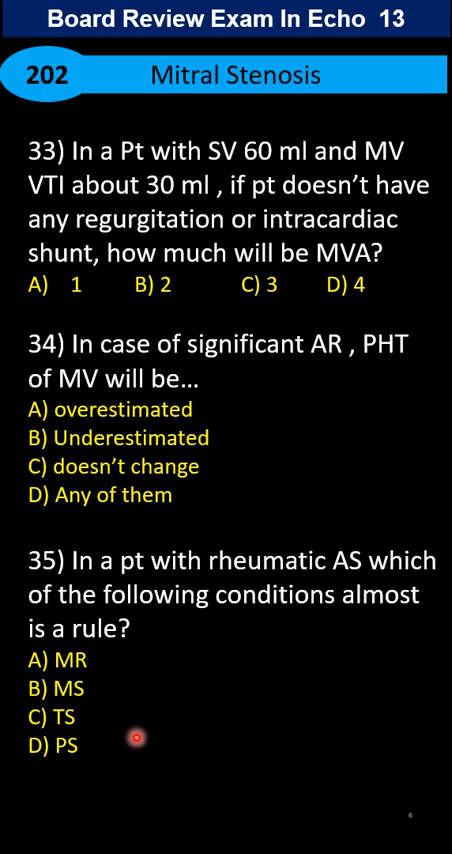 Board Review Exam In Echo 13
202 Mitral Stenosis
33) In a Pt with SV 60 ml and MV
VTI about 30 ml , if pt doesn’t have
any regurgitation or intracardiac
shunt, how much will be MVA?
A) 1 B) 2 C) 3 D) 4
34) In case of significant AR , PHT
of MV will be...
A) overestimated
B) Underestimated
C) doesn’t change
D) Any of them
35) In a pt with rheumatic AS which
of the following conditions almost
is a rule?
A) MR
B) MS
C) TS
D) PS
6